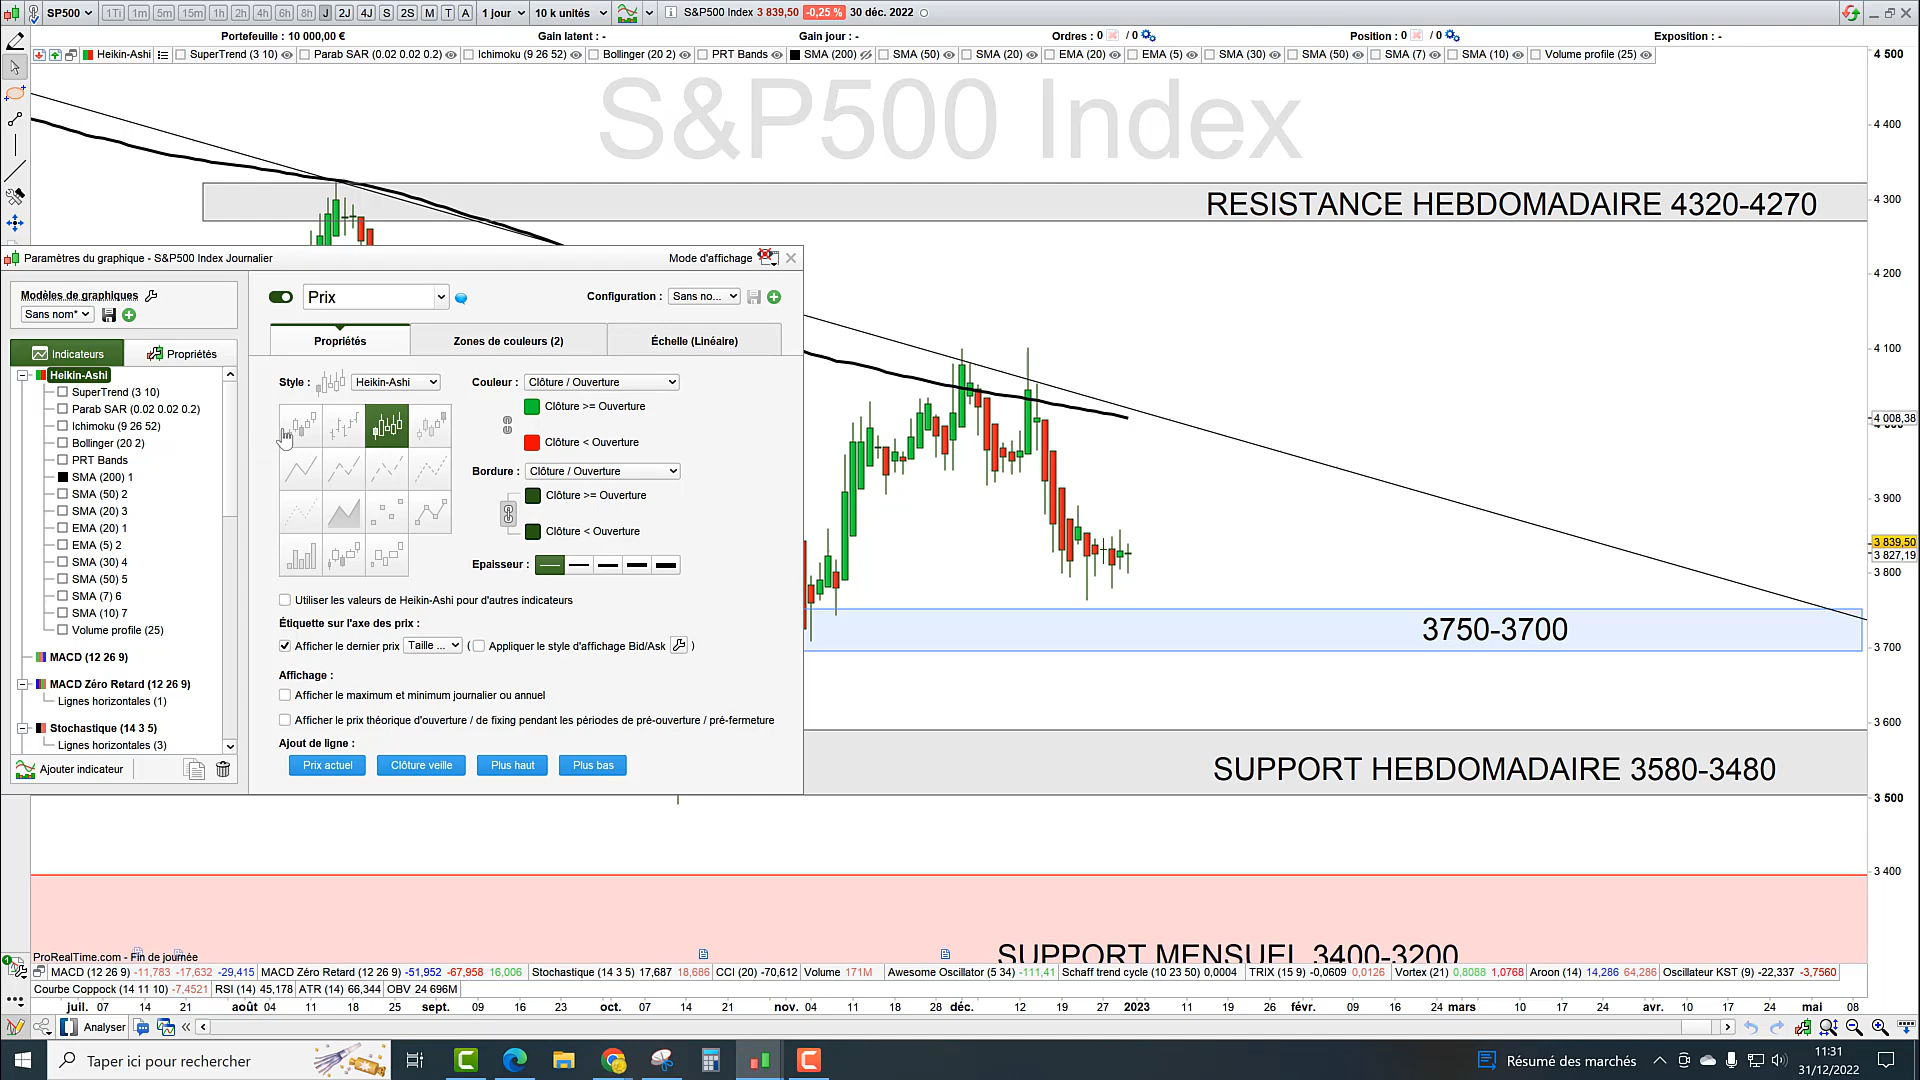 SP500 1Ti 1m 5m 15m 1h 2h 4h 6h 8h J 2J 4J S 2S M T A 1 jour 10 k unités S&P500 Index 3 839,50 -0,25 % 30 déc. 2022
Portefeuille : 10 000,00 € Gain latent : - Gain jour : - Ordres : 0 / 0 Position : 0 / 0 Exposition : -
Heikin-Ashi SuperTrend (3 10) Parab SAR (0.02 0.02 0.2) Ichimoku (9 26 52) Bollinger (20 2) PRT Bands SMA (200) SMA (50) SMA (20) EMA (20) EMA (5) SMA (30) SMA (50) SMA (7) SMA (10) Volume profile (25)
S&P500 Index
RESISTANCE HEBDOMADAIRE 4320-4270
3750-3700
SUPPORT HEBDOMADAIRE 3580-3480
SUPPORT MENSUEL 3400-3200
4 500
4 400
4 300
4 200
4 100
4 008,38
3 900
3 839,50
3 827,19
3 800
3 700
3 600
3 500
3 400
Paramètres du graphique - S&P500 Index Journalier Mode d'affichage
Modèles de graphiques
Sans nom*
Indicateurs Propriétés
Heikin-Ashi
SuperTrend (3 10)
Parab SAR (0.02 0.02 0.2)
Ichimoku (9 26 52)
Bollinger (20 2)
PRT Bands
SMA (200) 1
SMA (50) 2
SMA (20) 3
EMA (20) 1
EMA (5) 2
SMA (30) 4
SMA (50) 5
SMA (7) 6
SMA (10) 7
Volume profile (25)
MACD (12 26 9)
MACD Zéro Retard (12 26 9)
Lignes horizontales (1)
Stochastique (14 3 5)
Lignes horizontales (3)
Ajouter indicateur
Prix Configuration : Sans no...
Propriétés Zones de couleurs (2) Échelle (Linéaire)
Style : Heikin-Ashi Couleur : Clôture / Ouverture
Clôture >= Ouverture
Clôture < Ouverture
Bordure : Clôture / Ouverture
Clôture >= Ouverture
Clôture < Ouverture
Epaisseur :
Utiliser les valeurs de Heikin-Ashi pour d'autres indicateurs
Étiquette sur l'axe des prix :
Afficher le dernier prix Taille ... ( Appliquer le style d'affichage Bid/Ask )
Affichage :
Afficher le maximum et minimum journalier ou annuel
Afficher le prix théorique d'ouverture / de fixing pendant les périodes de pré-ouverture / pré-fermeture
Ajout de ligne :
Prix actuel Clôture veille Plus haut Plus bas
ProRealTime.com - Fin de journée
MACD (12 26 9) -11,783 -17,632 -29,415 MACD Zéro Retard (12 26 9) -51,952 -67,958 16,006 Stochastique (14 3 5) 17,687 18,686 CCI (20) -70,612 Volume 171M Awesome Oscillator (5 34) -111,41 Schaff trend cycle (10 23 50) 0,0004 TRIX (15 9) -0,0609 0,0126 Vortex (21) 0,8088 1,0768 Aroon (14) 14,286 64,286 Oscillateur KST (9) -22,337 -3,7560
Courbe Coppock (14 11 10) -7,4521 RSI (14) 45,178 ATR (14) 66,344 OBV 24 696M
juil. 07 14 21 août 04 11 18 25 sept. 09 16 23 oct. 07 14 21 nov. 04 11 18 28 déc. 12 19 27 2023 11 19 26 févr. 09 16 24 mars 10 17 24 avr. 10 17 24 mai 08
Analyser
Taper ici pour rechercher Résumé des marchés 11:31
31/12/2022